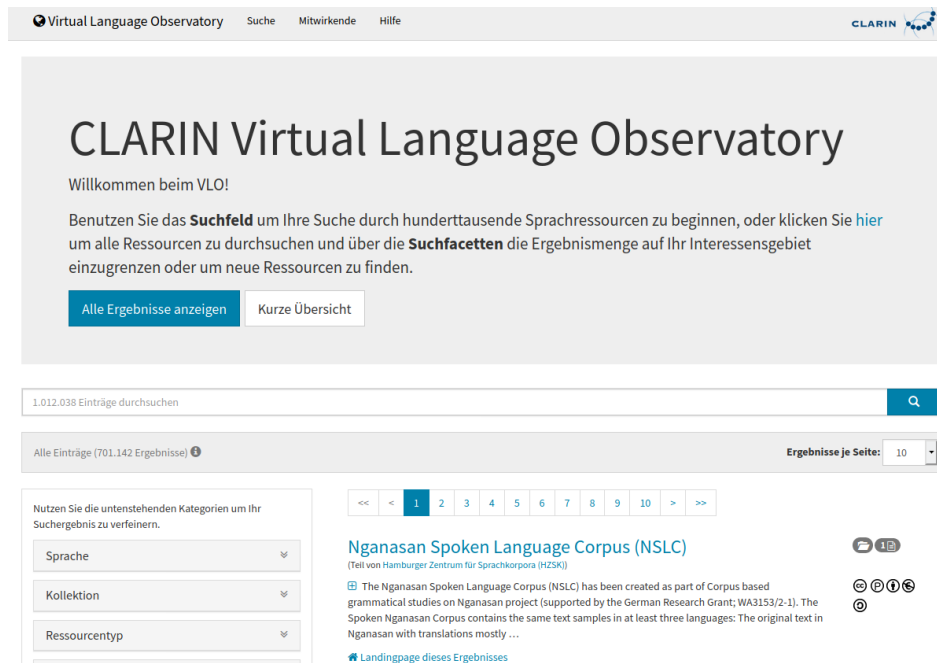 Virtual Language Observatory Suche Mitwirkende Hilfe CLARIN
CLARIN Virtual Language Observatory
Willkommen beim VLO!
Benutzen Sie das Suchfeld um Ihre Suche durch hunderttausende Sprachressourcen zu beginnen, oder klicken Sie hier
um alle Ressourcen zu durchsuchen und über die Suchfacetten die Ergebnismenge auf Ihr Interessensgebiet
einzugrenzen oder um neue Ressourcen zu finden.
Alle Ergebnisse anzeigen Kurze Übersicht
1.012.038 Einträge durchsuchen
Alle Einträge (701.142 Ergebnisse) Ergebnisse je Seite: 10
Nutzen Sie die untenstehenden Kategorien um Ihr
Suchergebnis zu verfeinern.
Sprache
Kollektion
Ressourcentyp
<< < 1 2 3 4 5 6 7 8 9 10 > >>
Nganasan Spoken Language Corpus (NSLC) 1
(Teil von Hamburger Zentrum für Sprachkorpora (HZSK))
The Nganasan Spoken Language Corpus (NSLC) has been created as part of Corpus based
grammatical studies on Nganasan project (supported by the German Research Grant; WA3153/2-1). The
Spoken Nganasan Corpus contains the same text samples in at least three languages: The original text in
Nganasan with translations mostly …
Landingpage dieses Ergebnisses